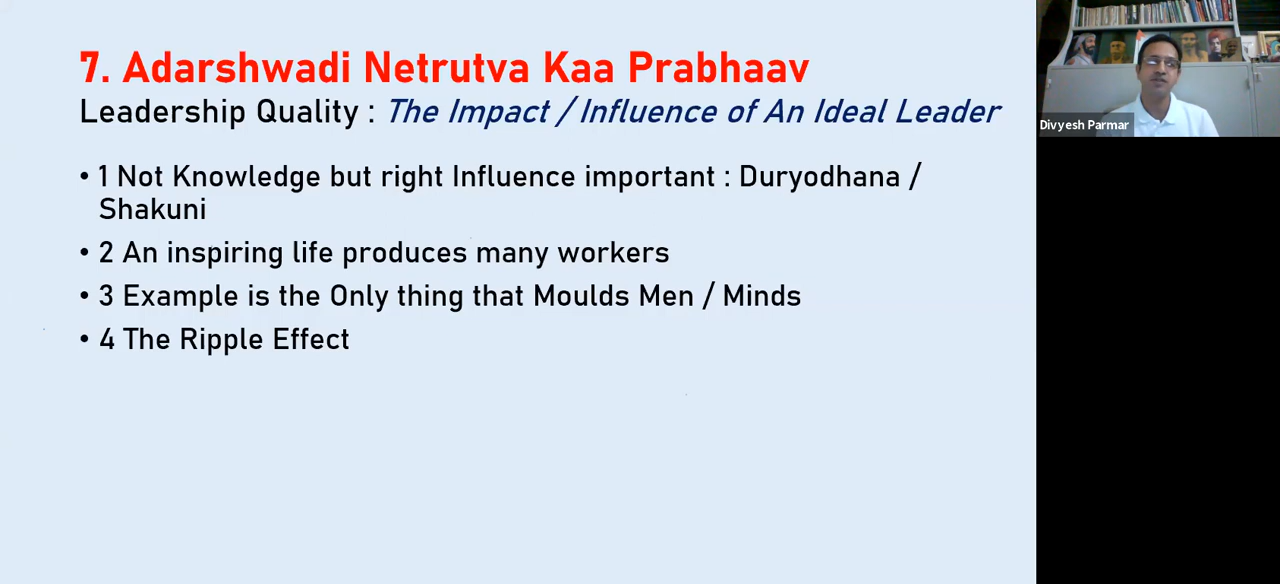 7. Adarshwadi Netrutva Kaa Prabhaav
Leadership Quality : The Impact / Influence of An Ideal Leader
• 1 Not Knowledge but right Influence important : Duryodhana /
Shakuni
• 2 An inspiring life produces many workers
• 3 Example is the Only thing that Moulds Men / Minds
• 4 The Ripple Effect
Divyesh Parmar